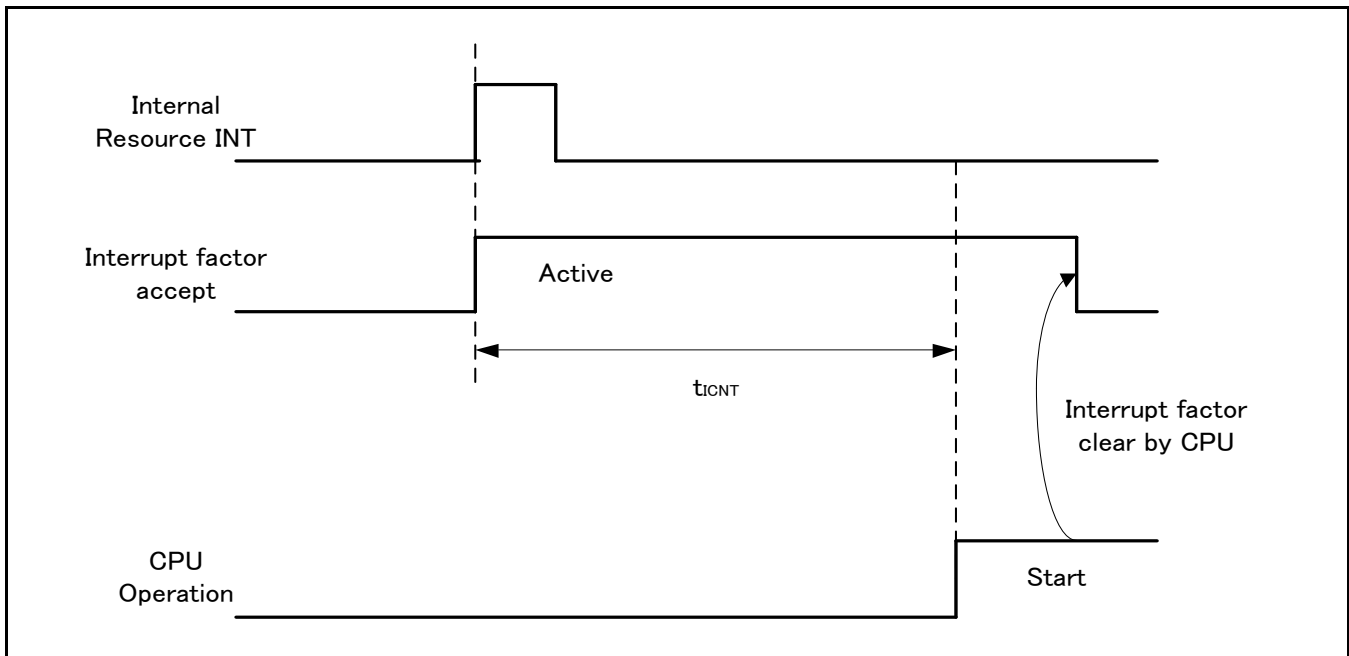 Internal
Resource INT
Interrupt factor
accept
Active
tICNT
Interrupt factor
clear by CPU
CPU
Operation
Start